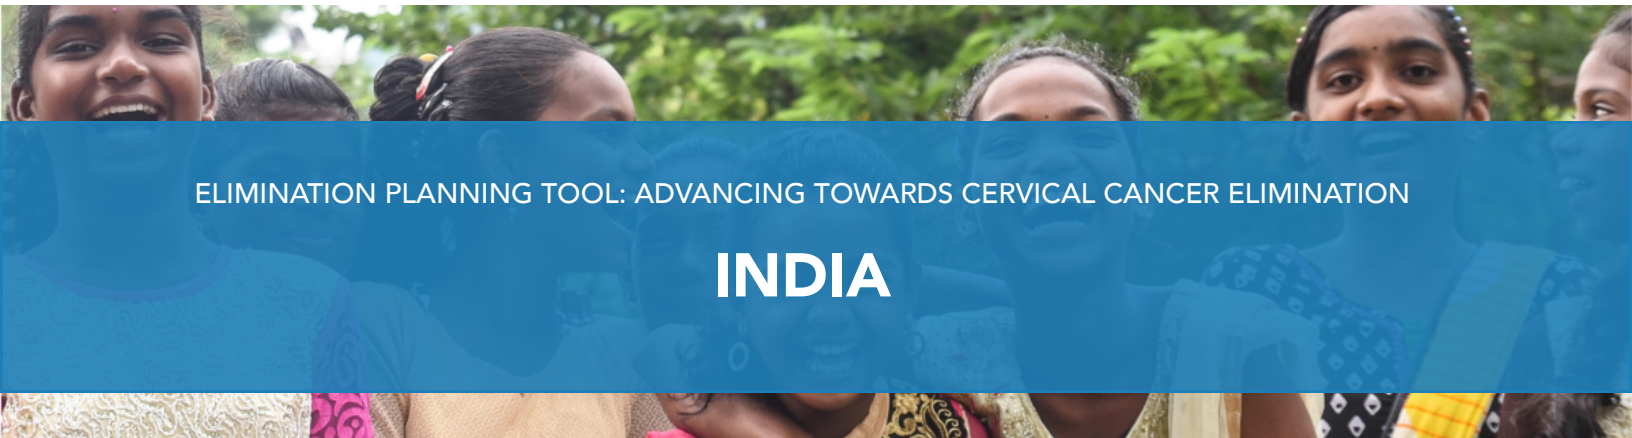 ELIMINATION PLANNING TOOL: ADVANCING TOWARDS CERVICAL CANCER ELIMINATION
INDIA